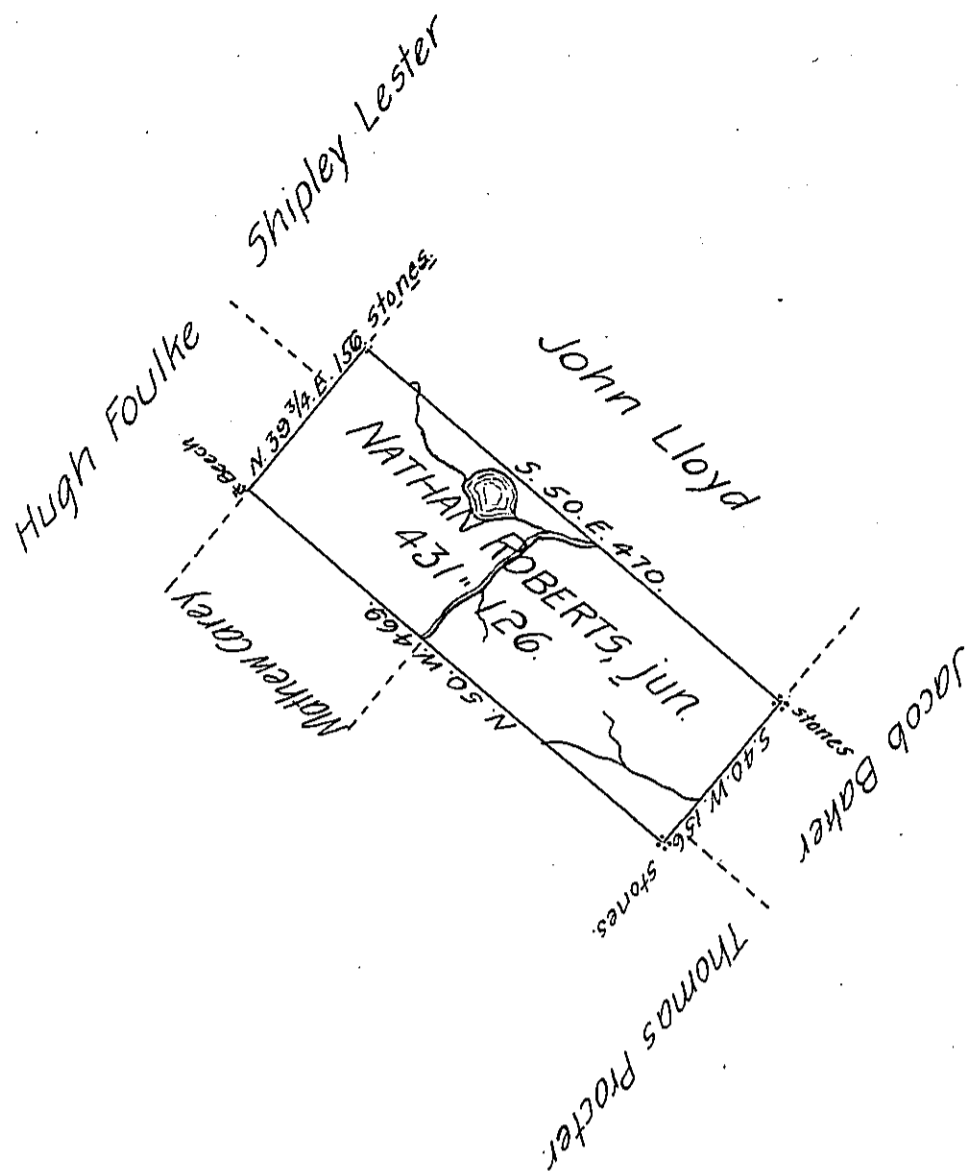 Shipley Lester
Hugh Foulke
John Lloyd
Stones.
N. 39 3/4. E. 156
Beech
S. 50. E. 470.
NATHAN ROBERTS, jun.
431"
126.
Mathew Carey
N. 50. W. 469.
stones
Jacob Baker
S. 40. W. 156
stones.
Thomas Procter.